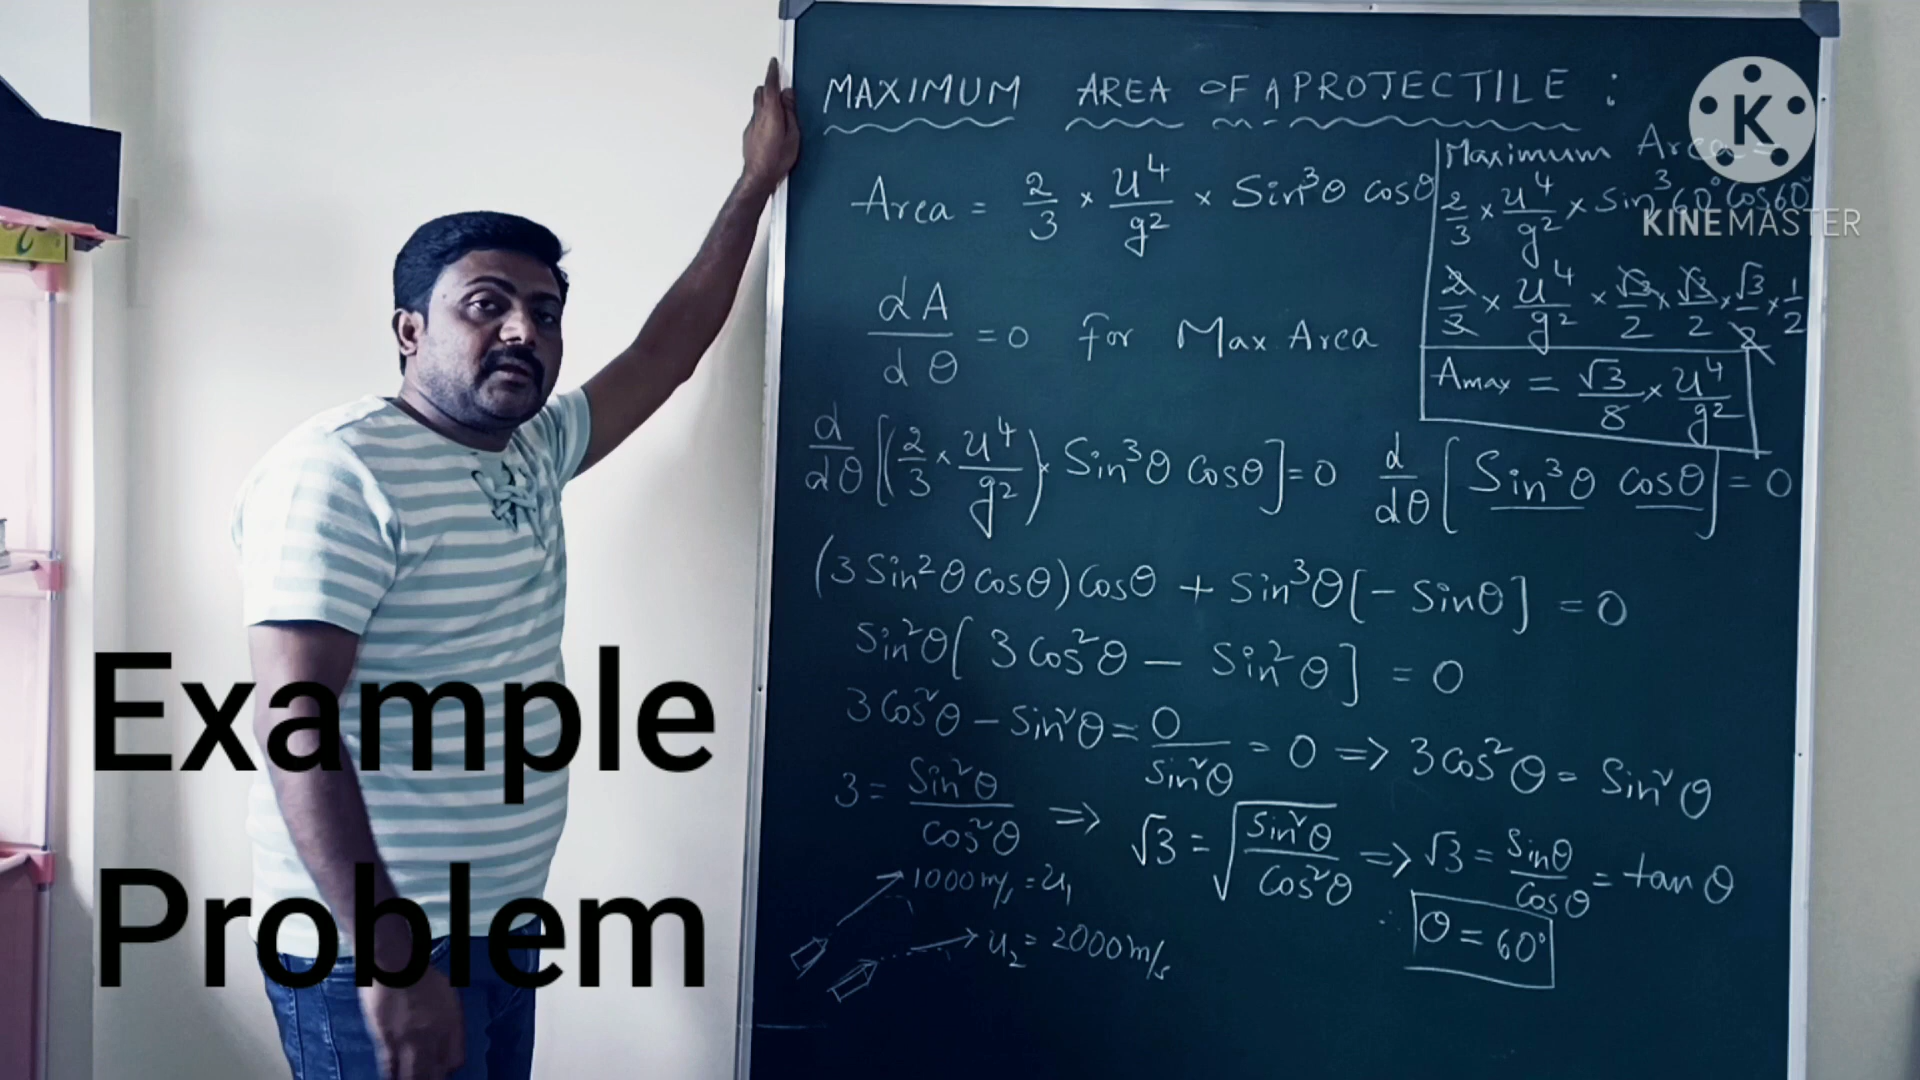 MAXIMUM AREA OF A PROJECTILE :
Area = 2/3 × u⁴/g² × Sin³θ cosθ
dA/dθ = 0 for Max Area
d/dθ [(2/3 × u⁴/g²) × Sin³θ cosθ] = 0
d/dθ [Sin³θ cosθ] = 0
(3 Sin²θ cosθ) cosθ + Sin³θ [- Sinθ] = 0
Sin²θ [3 Cos²θ - Sin²θ] = 0
3 Cos²θ - Sin²θ = 0/Sin²θ = 0 => 3 cos²θ = Sin²θ
3 = Sin²θ/Cos²θ => √3 = √(Sin²θ/Cos²θ) => √3 = Sinθ/Cosθ = tan θ
∴ θ = 60°
1000 m/s = u₁
u₂ = 2000 m/s
Maximum Area =
2/3 × u⁴/g² × Sin³60° Cos60°
2/3 × u⁴/g² × √3/2 × √3/2 × √3/2 × 1/2
Amax = √3/8 × u⁴/g²
K
KINEMASTER
Example
Problem